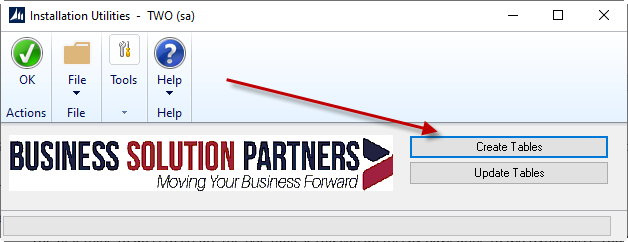 Installation Utilities - TWO (sa)
OK File Tools Help
Actions File Help
BUSINESS SOLUTION PARTNERS
Moving Your Business Forward
Create Tables
Update Tables